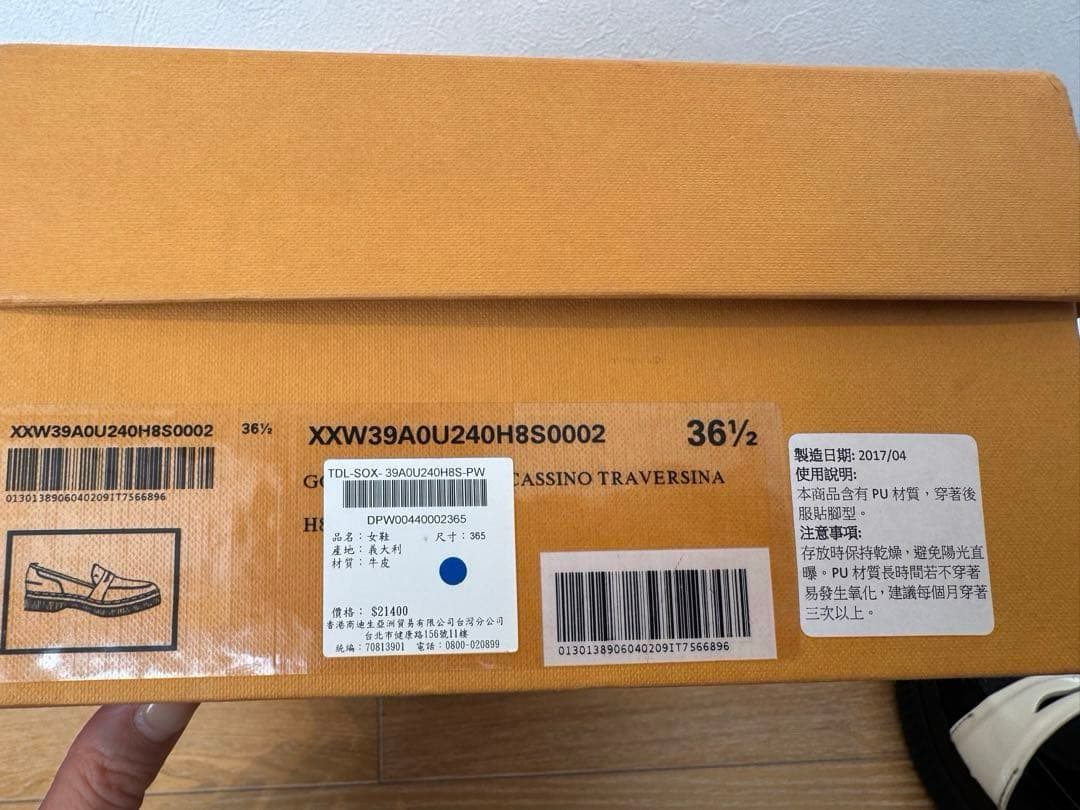 XXW39A0U240H8S0002 36½
0130138906040209IT7566896
XXW39A0U240H8S0002 36½
CASSINO TRAVERSINA
TDL-SOX- 39A0U240H8S-PW
DPW00440002365
品名：女鞋 尺寸：365
產地：義大利
材質：牛皮
價格： $21400
香港商迪生亞洲貿易有限公司台灣分公司
台北市健康路156號11樓
統編：70813901 電話：0800-020899
0130138906040209IT7566896
製造日期: 2017/04
使用說明:
本商品含有 PU 材質，穿著後
服貼腳型。
注意事項:
存放時保持乾燥，避免陽光直
曝。PU 材質長時間若不穿著
易發生氧化，建議每個月穿著
三次以上。